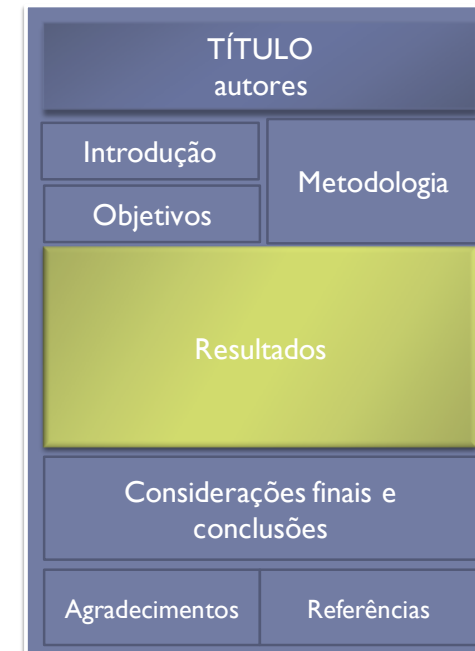 TÍTULO
autores
Introdução
Objetivos
Metodologia
Resultados
Considerações finais e
conclusões
Agradecimentos
Referências